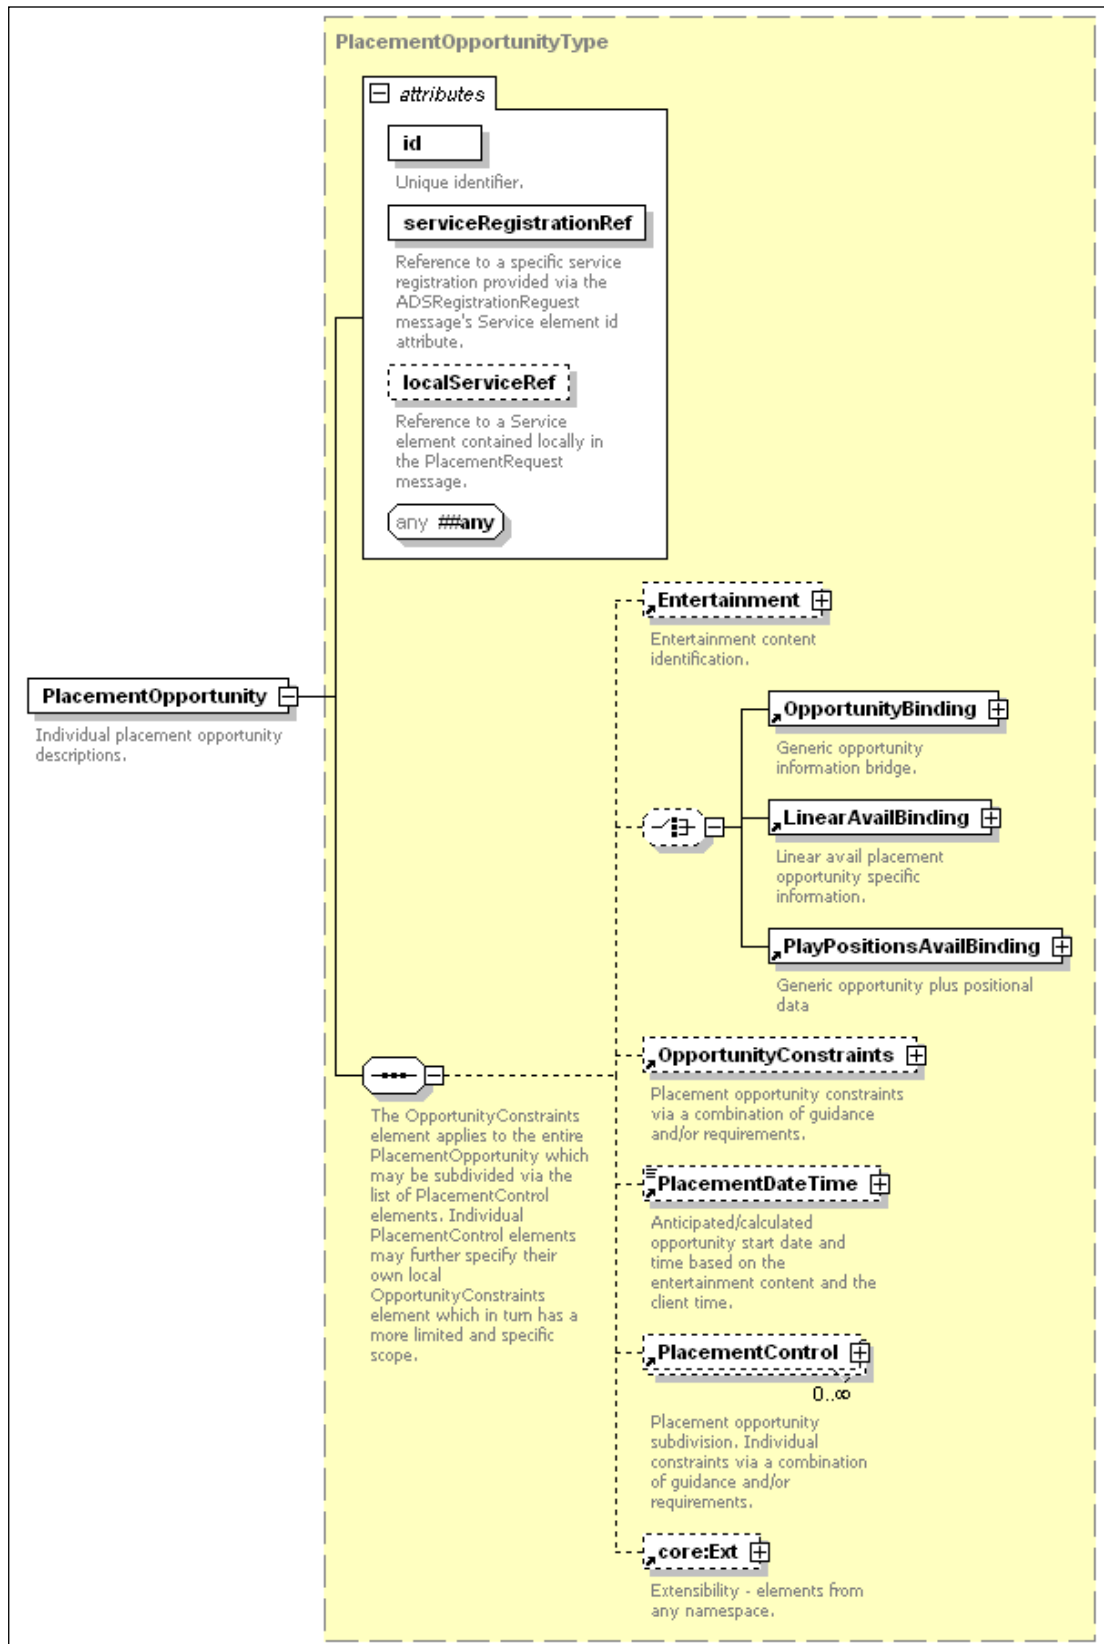 PlacementOpportunityType
attributes
id
Unique identifier.
serviceRegistrationRef
Reference to a specific service
registration provided via the
ADSRegistrationReguest
message's Service element id
attribute.
localServiceRef
Reference to a Service
element contained locally in
the PlacementRequest
message.
any ##any
PlacementOpportunity
Individual placement opportunity
descriptions.
The OpportunityConstraints
element applies to the entire
PlacementOpportunity which
may be subdivided via the
list of PlacementControl
elements. Individual
PlacementControl elements
may further specify their
own local
OpportunityConstraints
element which in turn has a
more limited and specific
scope.
Entertainment
Entertainment content
identification.
OpportunityBinding
Generic opportunity
information bridge.
LinearAvailBinding
Linear avail placement
opportunity specific
information.
PlayPositionsAvailBinding
Generic opportunity plus positional
data
OpportunityConstraints
Placement opportunity constraints
via a combination of guidance
and/or requirements.
PlacementDateTime
Anticipated/calculated
opportunity start date and
time based on the
entertainment content and the
client time.
PlacementControl
0..∞
Placement opportunity
subdivision. Individual
constraints via a combination
of guidance and/or
requirements.
core:Ext
Extensibility - elements from
any namespace.